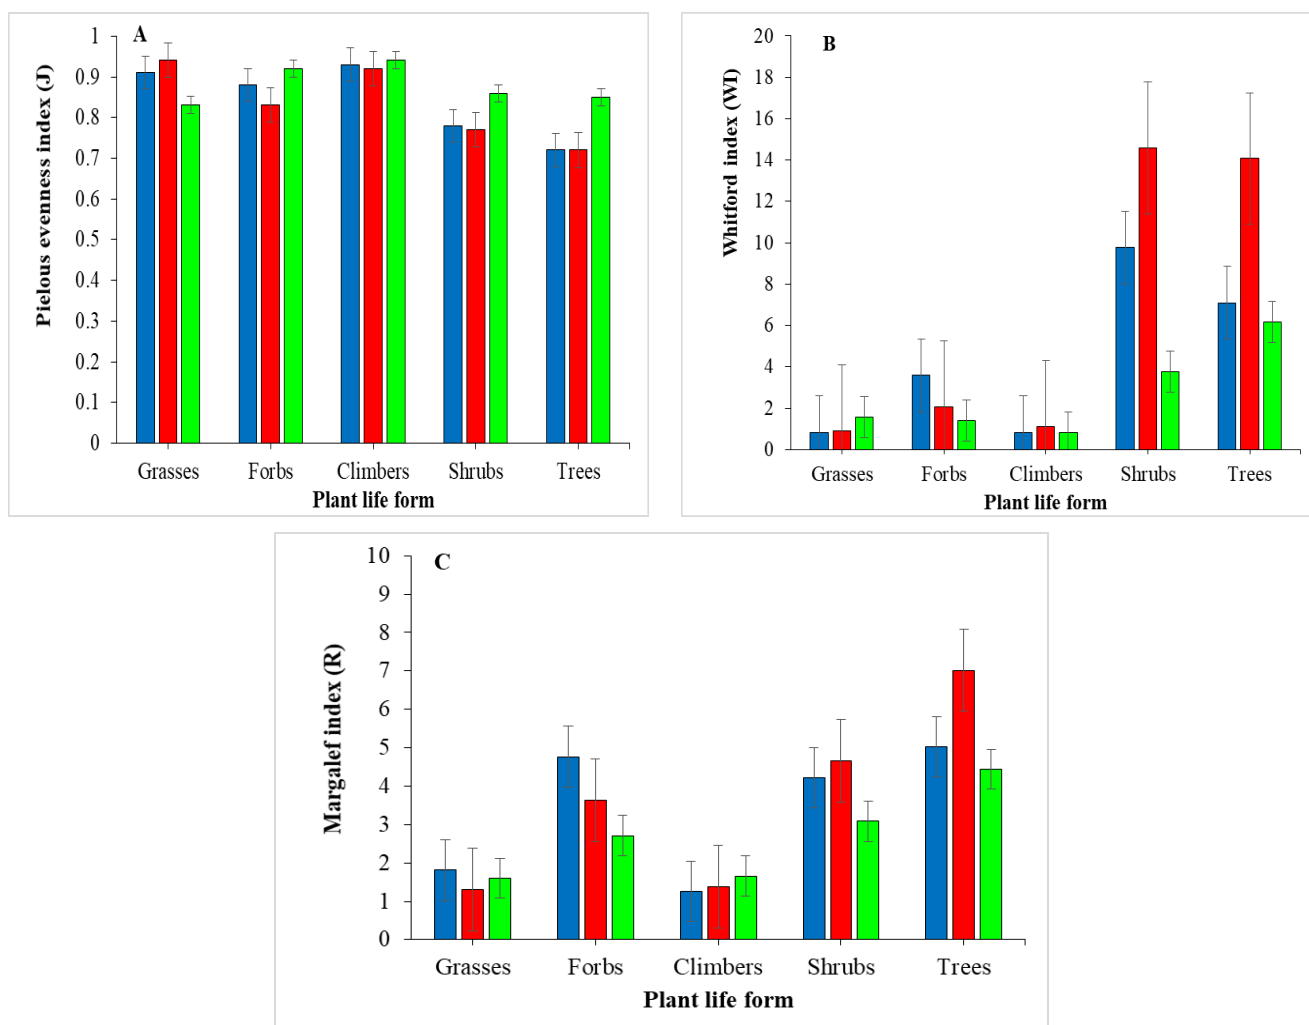 A
Pielous evenness index (J)
1
0.9
0.8
0.7
0.6
0.5
0.4
0.3
0.2
0.1
0
Grasses Forbs Climbers Shrubs Trees
Plant life form
B
Whitford index (WI)
20
18
16
14
12
10
8
6
4
2
0
Grasses Forbs Climbers Shrubs Trees
Plant life form
C
Margalef index (R)
10
9
8
7
6
5
4
3
2
1
0
Grasses Forbs Climbers Shrubs Trees
Plant life form